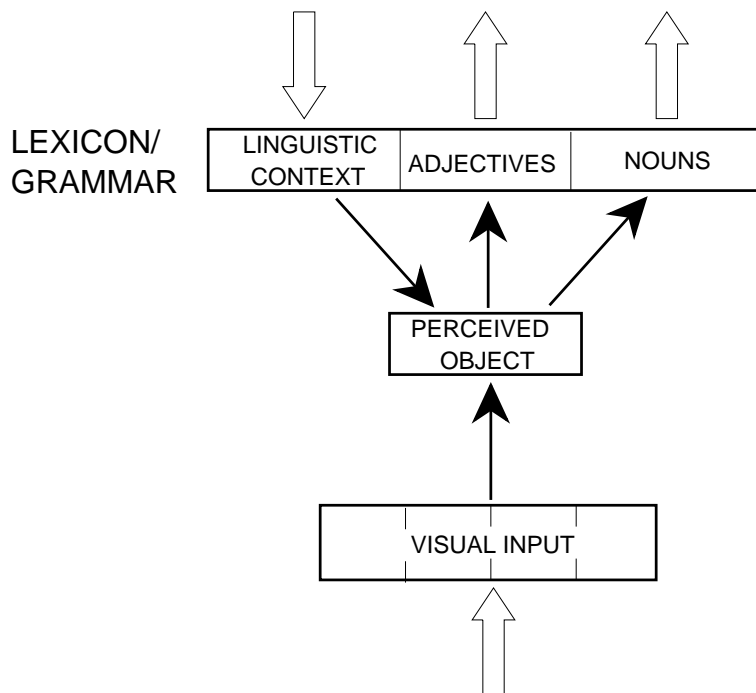 LEXICON/
GRAMMAR
LINGUISTIC
CONTEXT
ADJECTIVES
NOUNS
PERCEIVED
OBJECT
VISUAL INPUT